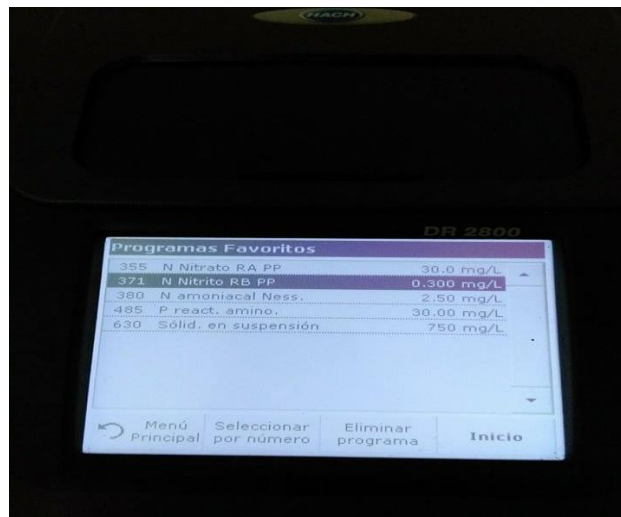 HACH
DR 2800
Programas Favoritos
355 N Nitrato RA PP 30.0 mg/L
371 N Nitrito RB PP 0.300 mg/L
380 N amoniacal Ness. 2.50 mg/L
485 P react. amino. 30.00 mg/L
630 Sólid. en suspensión 750 mg/L
Menú Principal
Seleccionar por número
Eliminar programa
Inicio